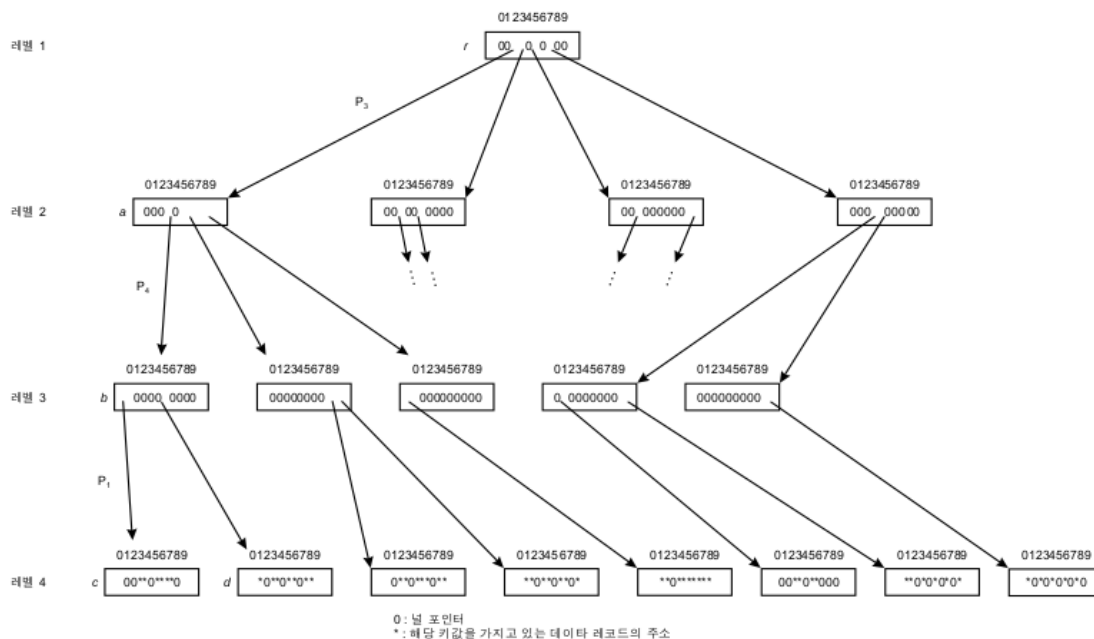 0123456789
레벨 1 r 00 0 0 00
P3
0123456789 0123456789 0123456789 0123456789
레벨 2 a 000 0 00 00 0000 00 000000 000 00000
P4
0123456789 0123456789 0123456789 0123456789 0123456789
레벨 3 b 0000 0000 00000000 000000000 0 0000000 000000000
P1
0123456789 0123456789 0123456789 0123456789 0123456789 0123456789 0123456789 0123456789
레벨 4 c 00**0****0 d *0**0**0** 0**0***0** **0**0**0* **0******* 00**0**000 **0*0*0*0* *0*0*0*0*0
0 : 널 포인터
* : 해당 키값을 가지고 있는 데이타 레코드의 주소